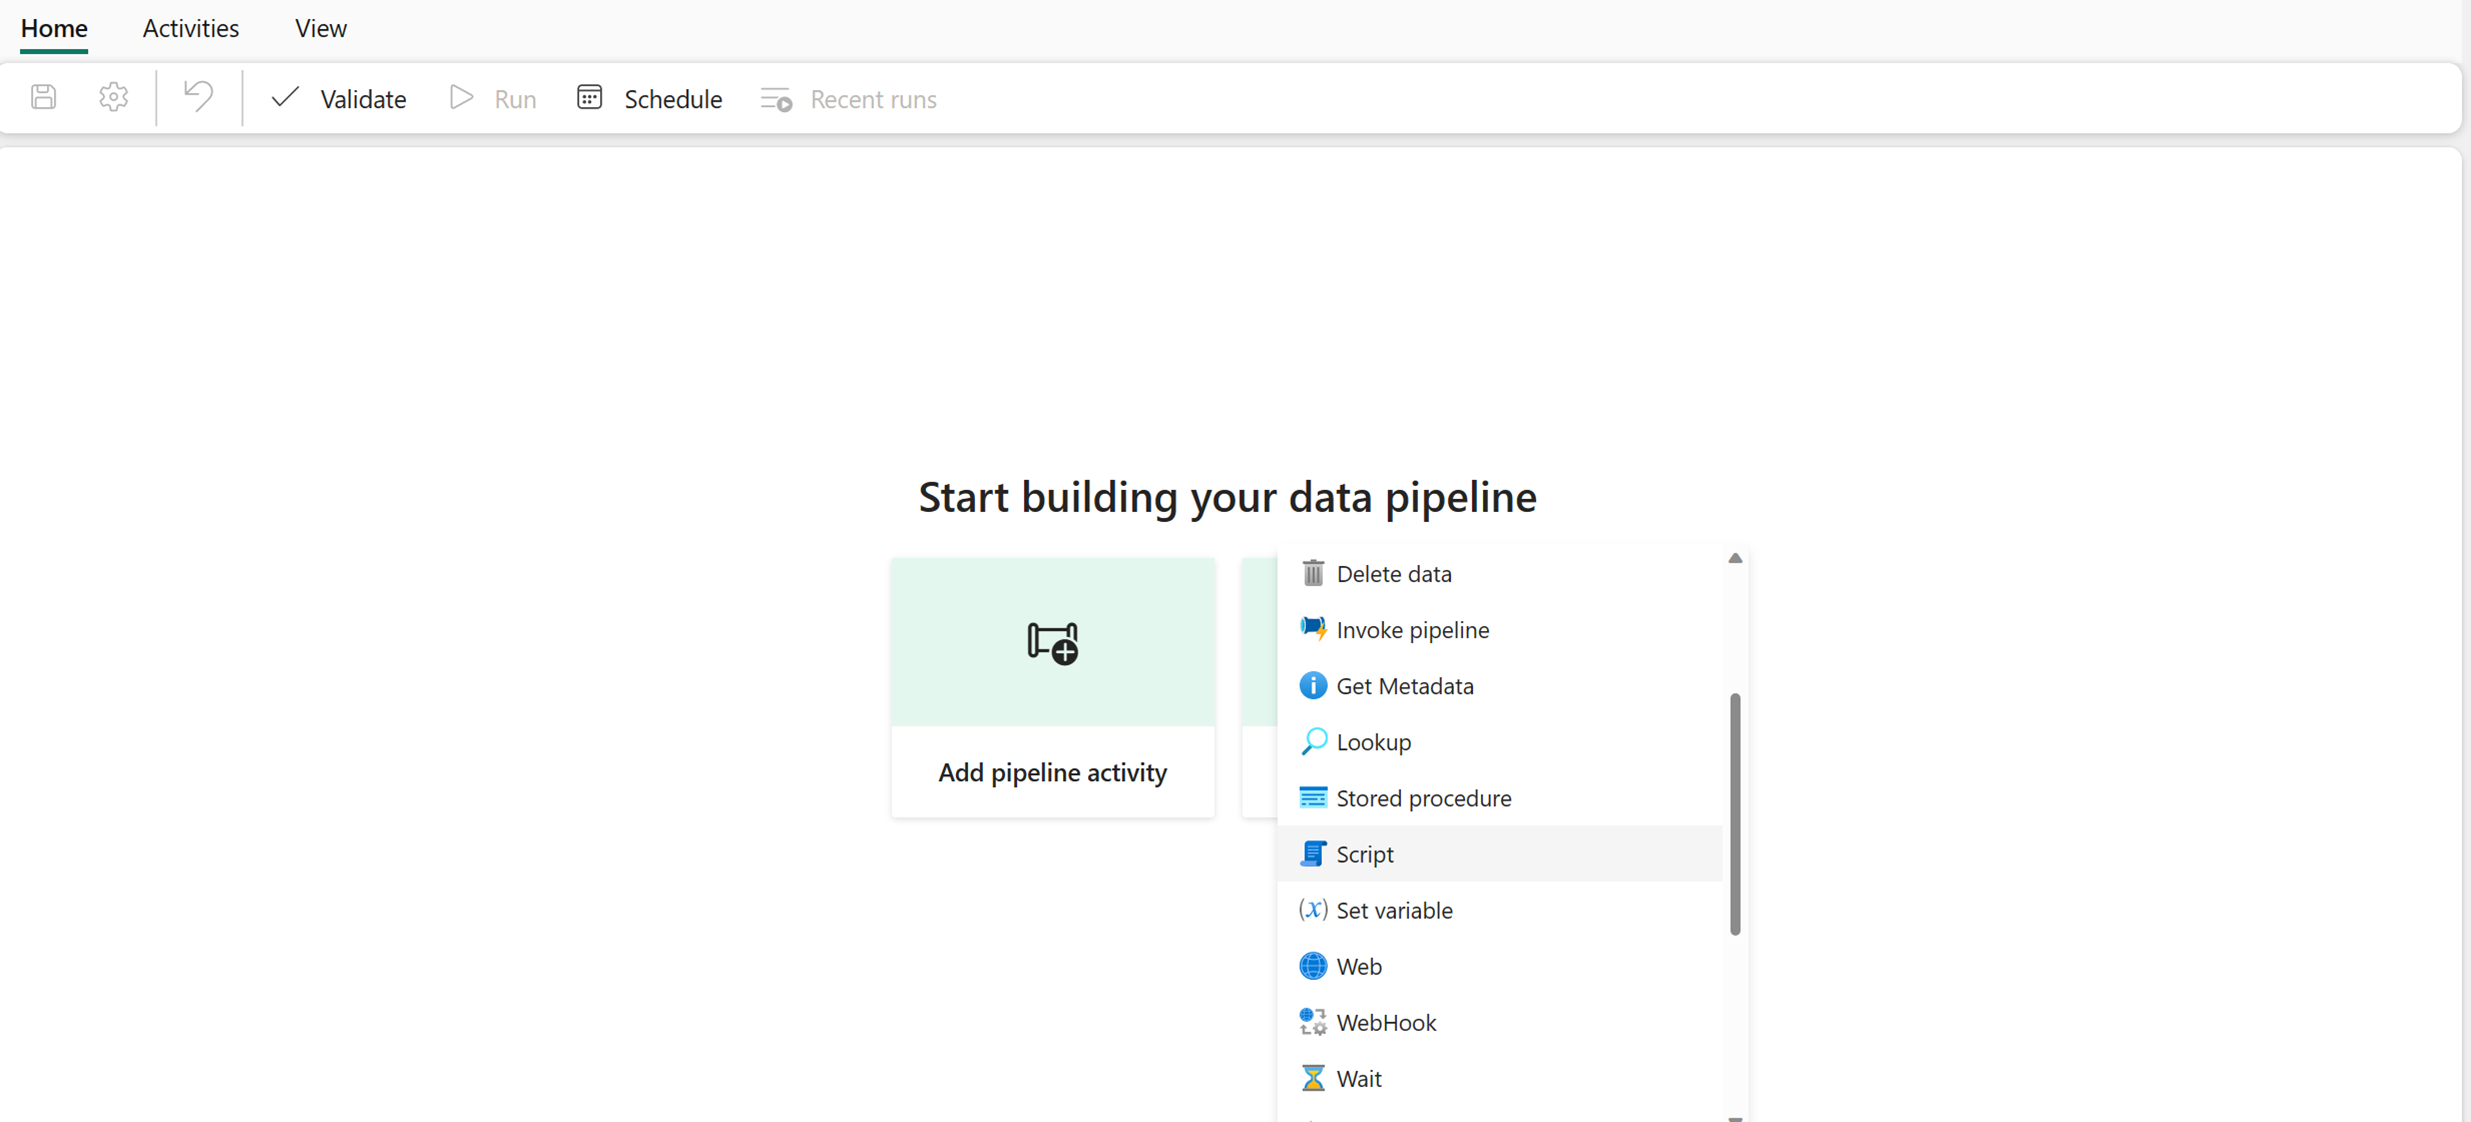 Home Activities View
Validate Run Schedule Recent runs
Start building your data pipeline
Add pipeline activity
Delete data
Invoke pipeline
Get Metadata
Lookup
Stored procedure
Script
(x) Set variable
Web
WebHook
Wait